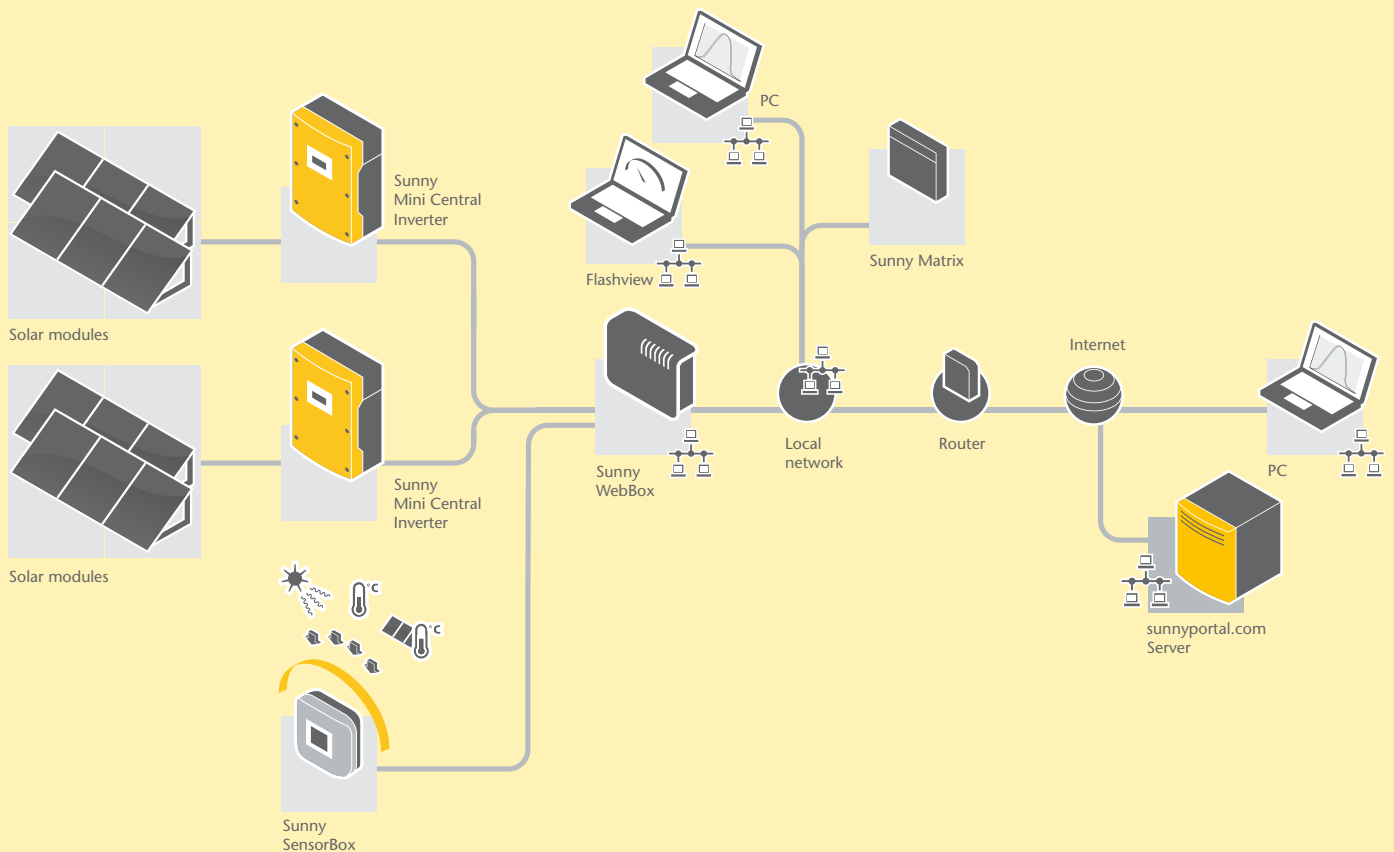 PC
Sunny
Mini Central
Inverter
Flashview
Sunny Matrix
Solar modules
Internet
Local
network
Router
Sunny
WebBox
PC
Sunny
Mini Central
Inverter
Solar modules
°C
°C
sunnyportal.com
Server
Sunny
SensorBox